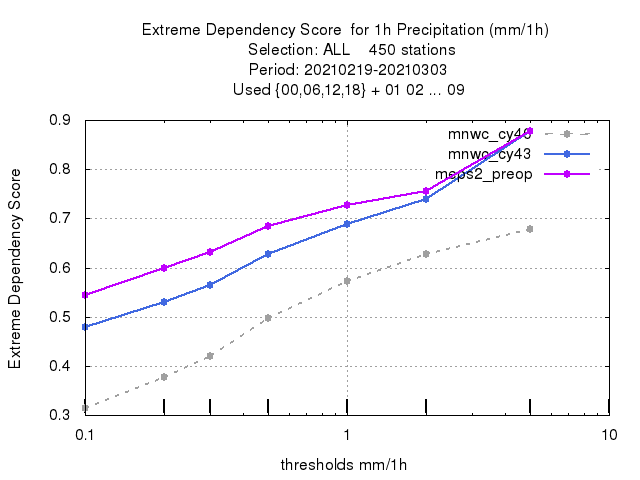 Extreme Dependency Score  for 1h Precipitation (mm/1h)
Selection: ALL    450 stations
Period: 20210219-20210303
Used {00,06,12,18} + 01 02 ... 09
mnwc_cy46
mnwc_cy43
meps2_preop
0.9
0.8
0.7
0.6
0.5
0.4
0.3
Extreme Dependency Score
0.1 1 10
thresholds mm/1h